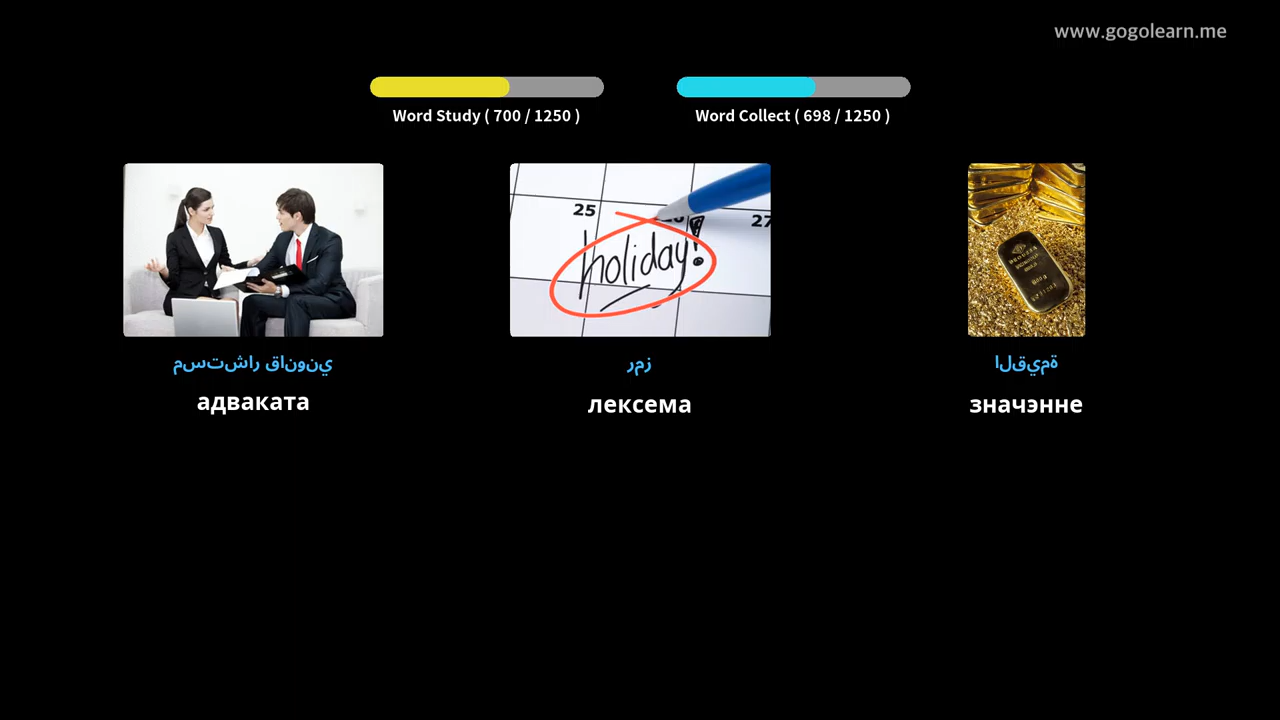 www.gogolearn.me
Word Study ( 700 / 1250 )
Word Collect ( 698 / 1250 )
25
27
holiday!
مستشار قانوني
رمز
القيمة
адваката
лексема
значэнне